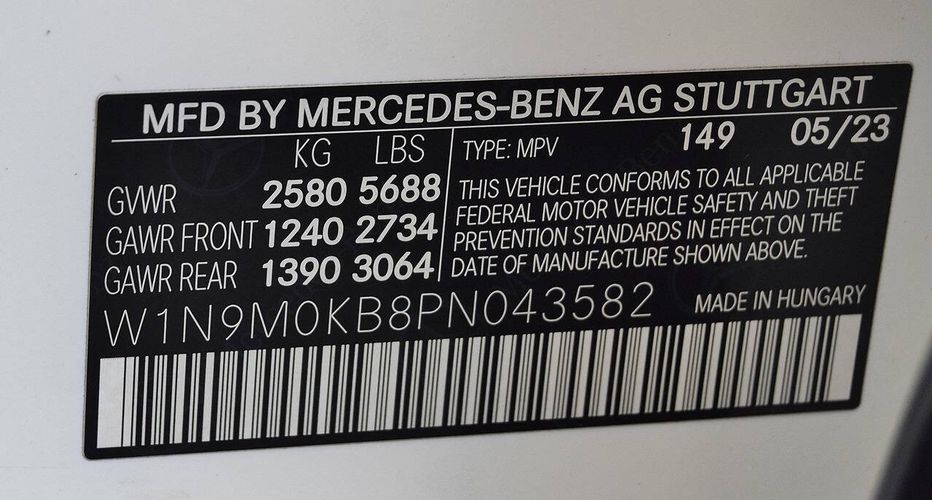 MFD BY MERCEDES-BENZ AG STUTTGART
KG LBS
GVWR 2580 5688
GAWR FRONT 1240 2734
GAWR REAR 1390 3064
TYPE: MPV 149 05/23
THIS VEHICLE CONFORMS TO ALL APPLICABLE
FEDERAL MOTOR VEHICLE SAFETY AND THEFT
PREVENTION STANDARDS IN EFFECT ON THE
DATE OF MANUFACTURE SHOWN ABOVE.
W1N9M0KB8PN043582 MADE IN HUNGARY